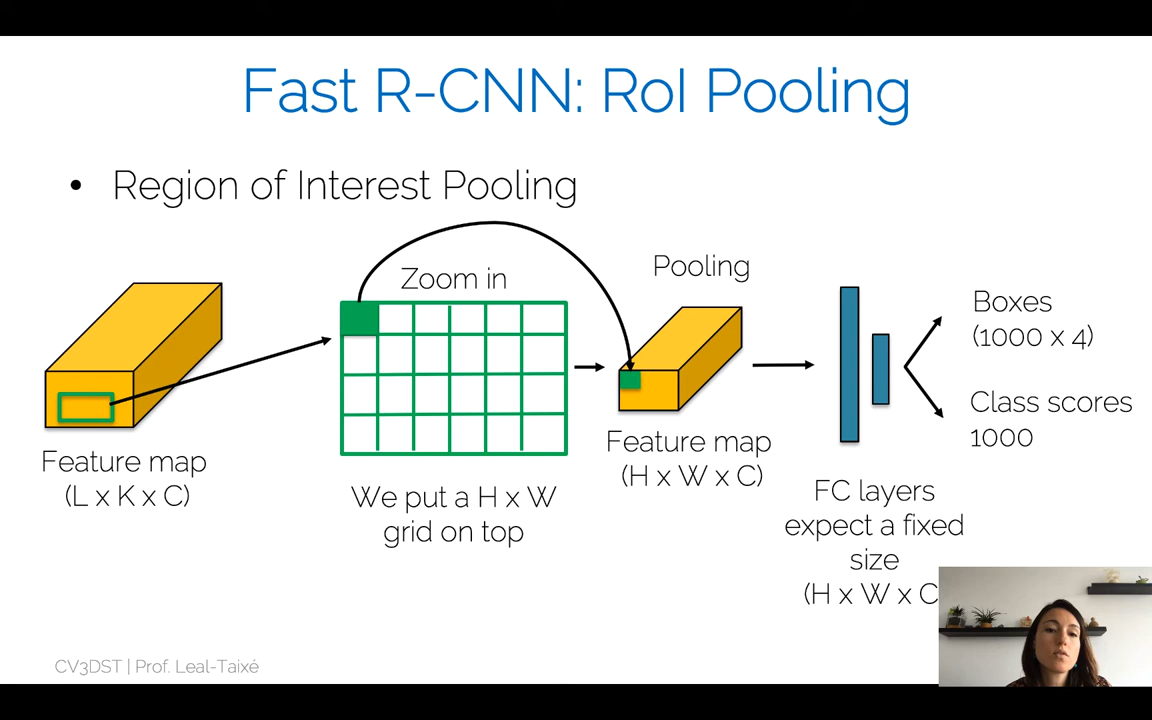 Fast R-CNN: RoI Pooling
• Region of Interest Pooling
Zoom in
Pooling
Boxes
(1000 x 4)
Class scores
1000
Feature map
(L x K x C)
We put a H x W
grid on top
Feature map
(H x W x C)
FC layers
expect a fixed
size
(H x W x C
CV3DST | Prof. Leal-Taixé